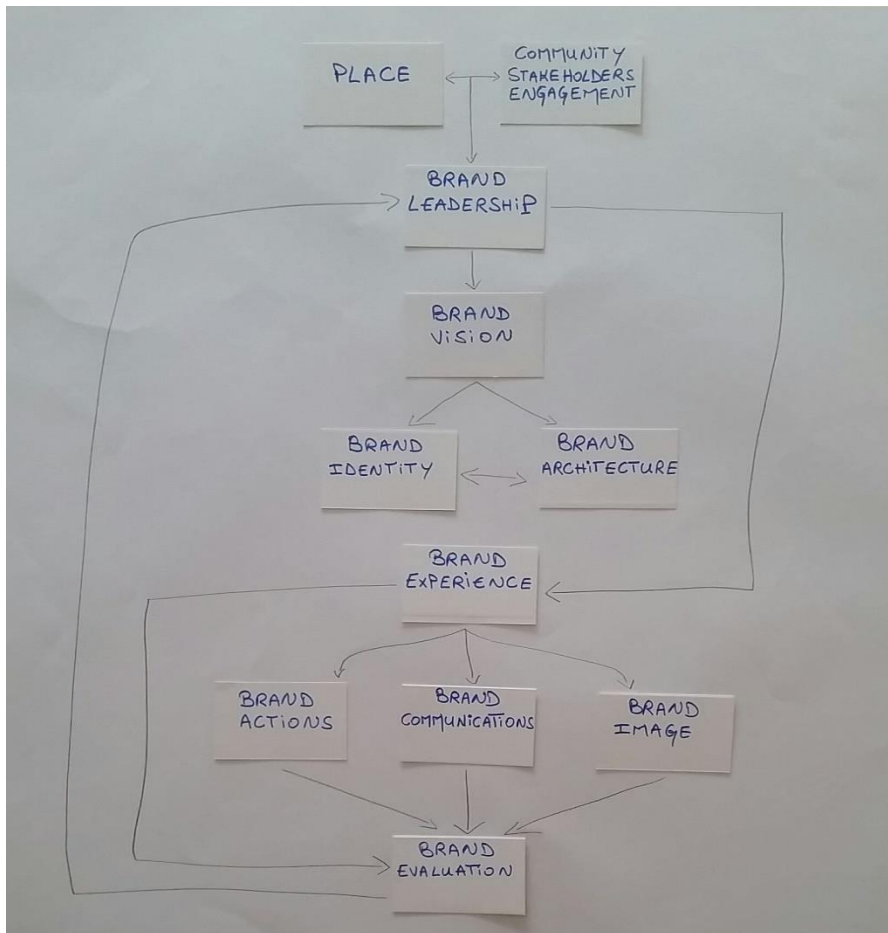 PLACE
COMMUNITY
STAKEHOLDERS
ENGAGEMENT
BRAND
LEADERSHIP
BRAND
VISION
BRAND
IDENTITY
BRAND
ARCHITECTURE
BRAND
EXPERIENCE
BRAND
ACTIONS
BRAND
COMMUNICATIONS
BRAND
IMAGE
BRAND
EVALUATION